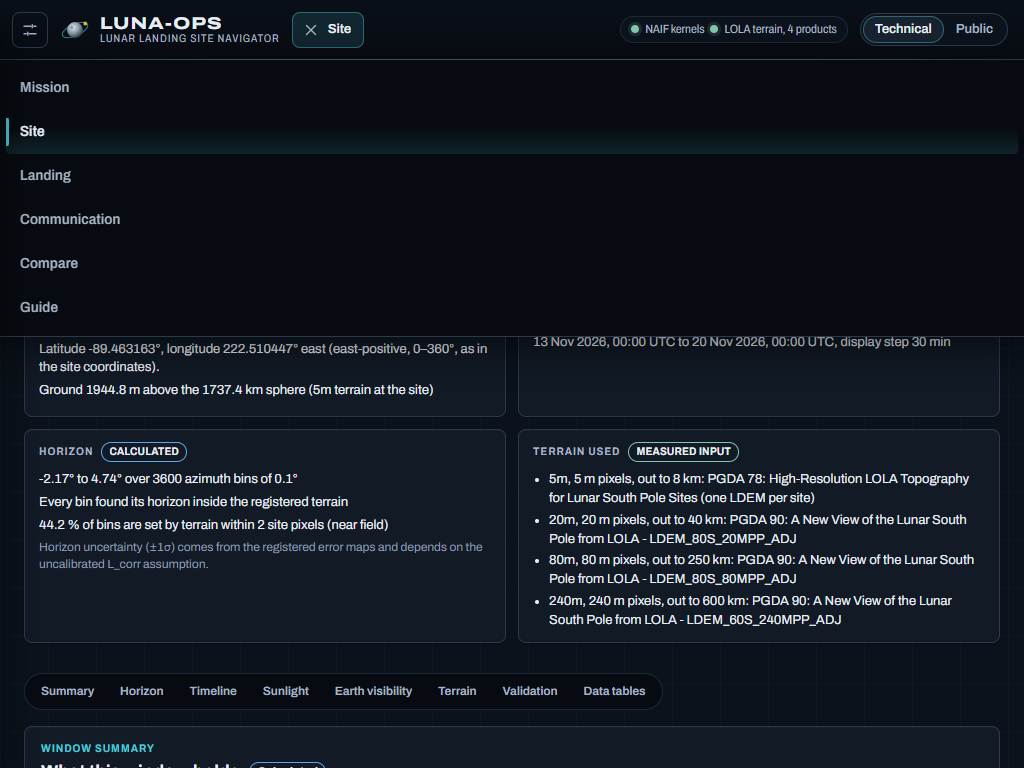 LUNA-OPS
LUNAR LANDING SITE NAVIGATOR
Site
NAIF kernels
LOLA terrain, 4 products
Technical
Public
Mission
Site
Landing
Communication
Compare
Guide
Latitude -89.463163°, longitude 222.510447° east (east-positive, 0–360°, as in
the site coordinates).
Ground 1944.8 m above the 1737.4 km sphere (5m terrain at the site)
13 Nov 2026, 00:00 UTC to 20 Nov 2026, 00:00 UTC, display step 30 min
HORIZON CALCULATED
-2.17° to 4.74° over 3600 azimuth bins of 0.1°
Every bin found its horizon inside the registered terrain
44.2 % of bins are set by terrain within 2 site pixels (near field)
Horizon uncertainty (±1σ) comes from the registered error maps and depends on the
uncalibrated L_corr assumption.
TERRAIN USED MEASURED INPUT
• 5m, 5 m pixels, out to 8 km: PGDA 78: High-Resolution LOLA Topography
for Lunar South Pole Sites (one LDEM per site)
• 20m, 20 m pixels, out to 40 km: PGDA 90: A New View of the Lunar South
Pole from LOLA - LDEM_80S_20MPP_ADJ
• 80m, 80 m pixels, out to 250 km: PGDA 90: A New View of the Lunar South
Pole from LOLA - LDEM_80S_80MPP_ADJ
• 240m, 240 m pixels, out to 600 km: PGDA 90: A New View of the Lunar
South Pole from LOLA - LDEM_60S_240MPP_ADJ
Summary
Horizon
Timeline
Sunlight
Earth visibility
Terrain
Validation
Data tables
WINDOW SUMMARY